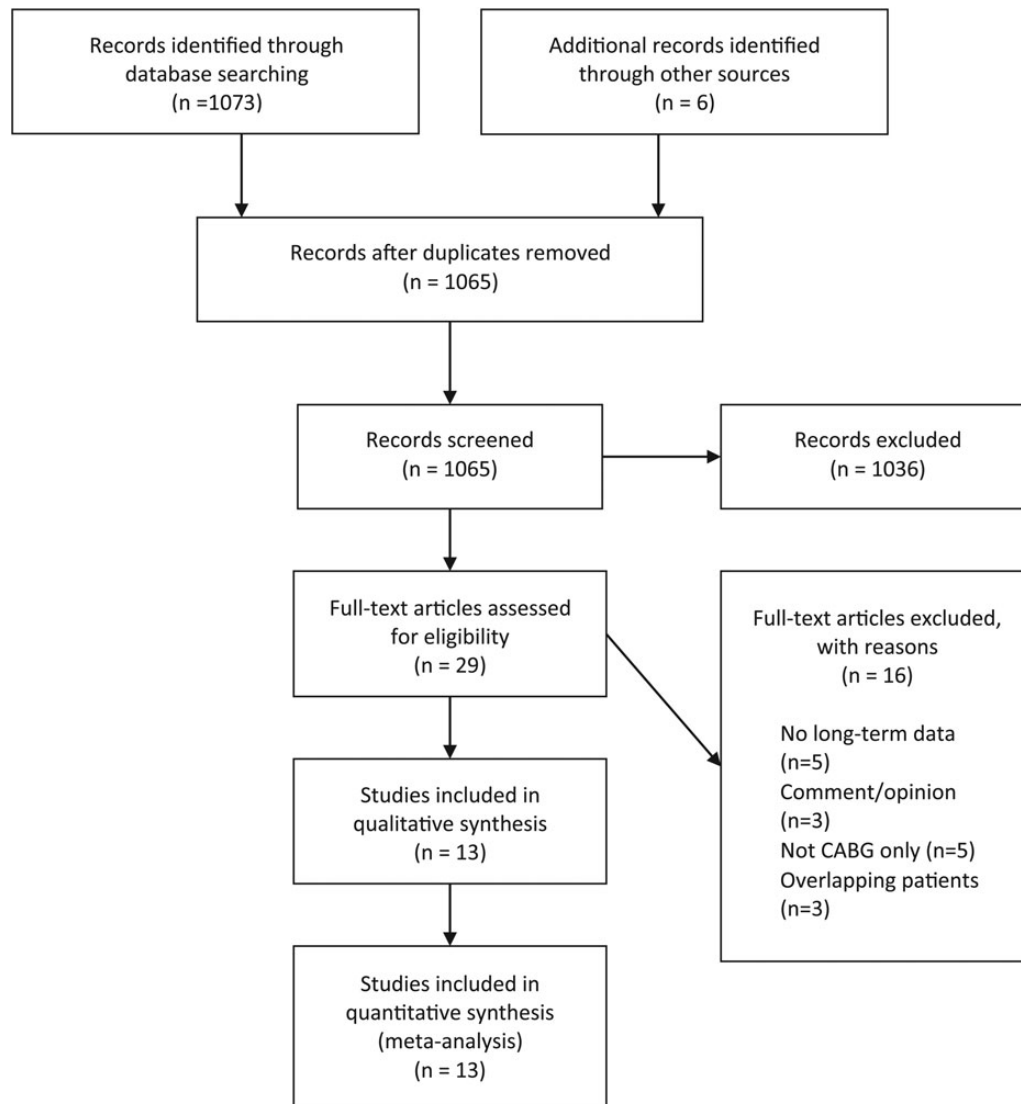 Records identified through
database searching
(n =1073)
Additional records identified
through other sources
(n = 6)
Records after duplicates removed
(n = 1065)
Records screened
(n = 1065)
Records excluded
(n = 1036)
Full-text articles assessed
for eligibility
(n = 29)
Full-text articles excluded,
with reasons
(n = 16)
No long-term data
(n=5)
Comment/opinion
(n=3)
Not CABG only (n=5)
Overlapping patients
(n=3)
Studies included in
qualitative synthesis
(n = 13)
Studies included in
quantitative synthesis
(meta-analysis)
(n = 13)